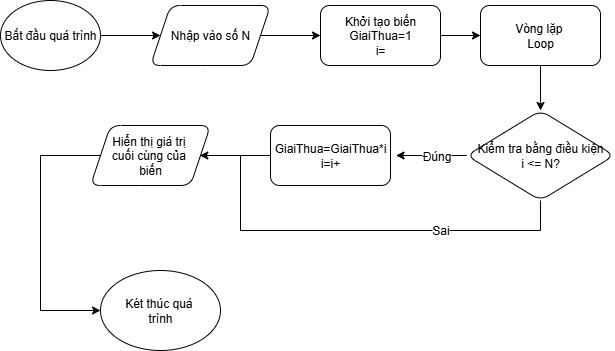 Bắt đầu quá trình
Nhập vào số N
Khởi tạo biến
GiaiThua=1
i=
Vòng lặp
Loop
Kiểm tra bằng điều kiện
i <= N?
Đúng
GiaiThua=GiaiThua*i
i=i+
Hiển thị giá trị
cuối cùng của
biến
Sai
Két thúc quá
trình